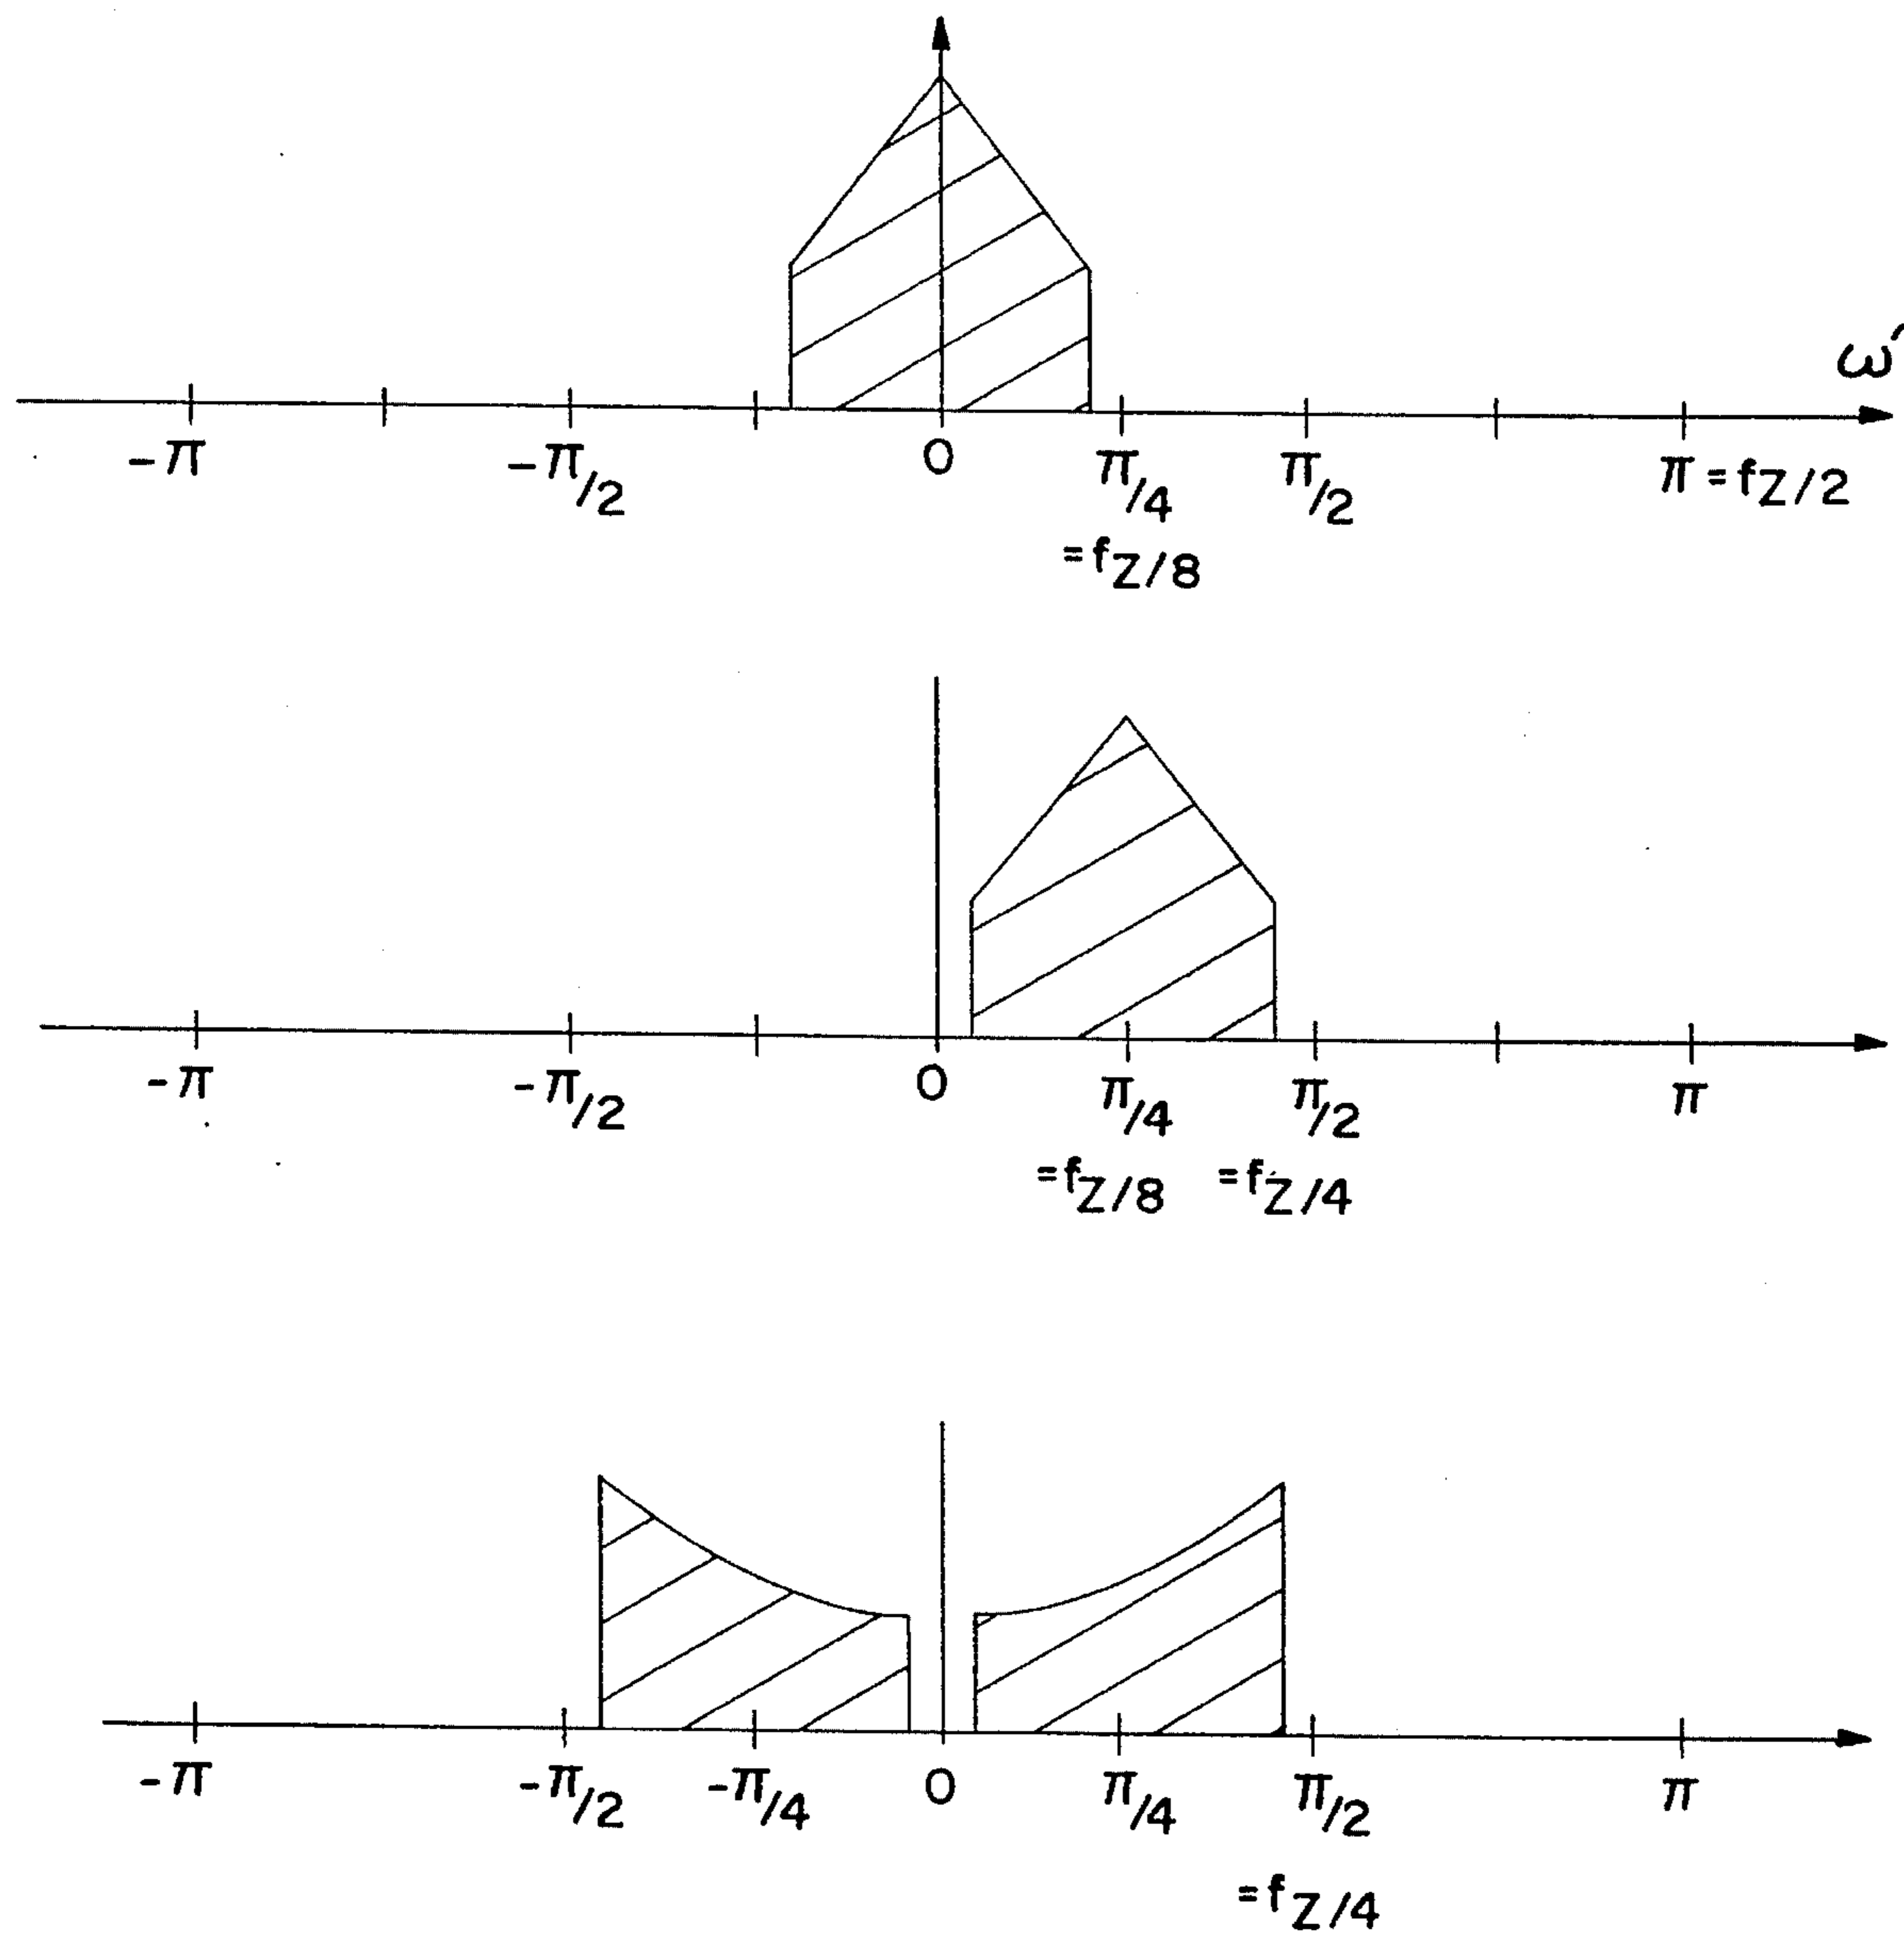 ω'
-π -π/2 0 π/4 π/2 π = fZ/2
= fZ/8
-π -π/2 0 π/4 π/2 π
= fZ/8 = fZ/4
-π -π/2 -π/4 0 π/4 π/2 π
= fZ/4